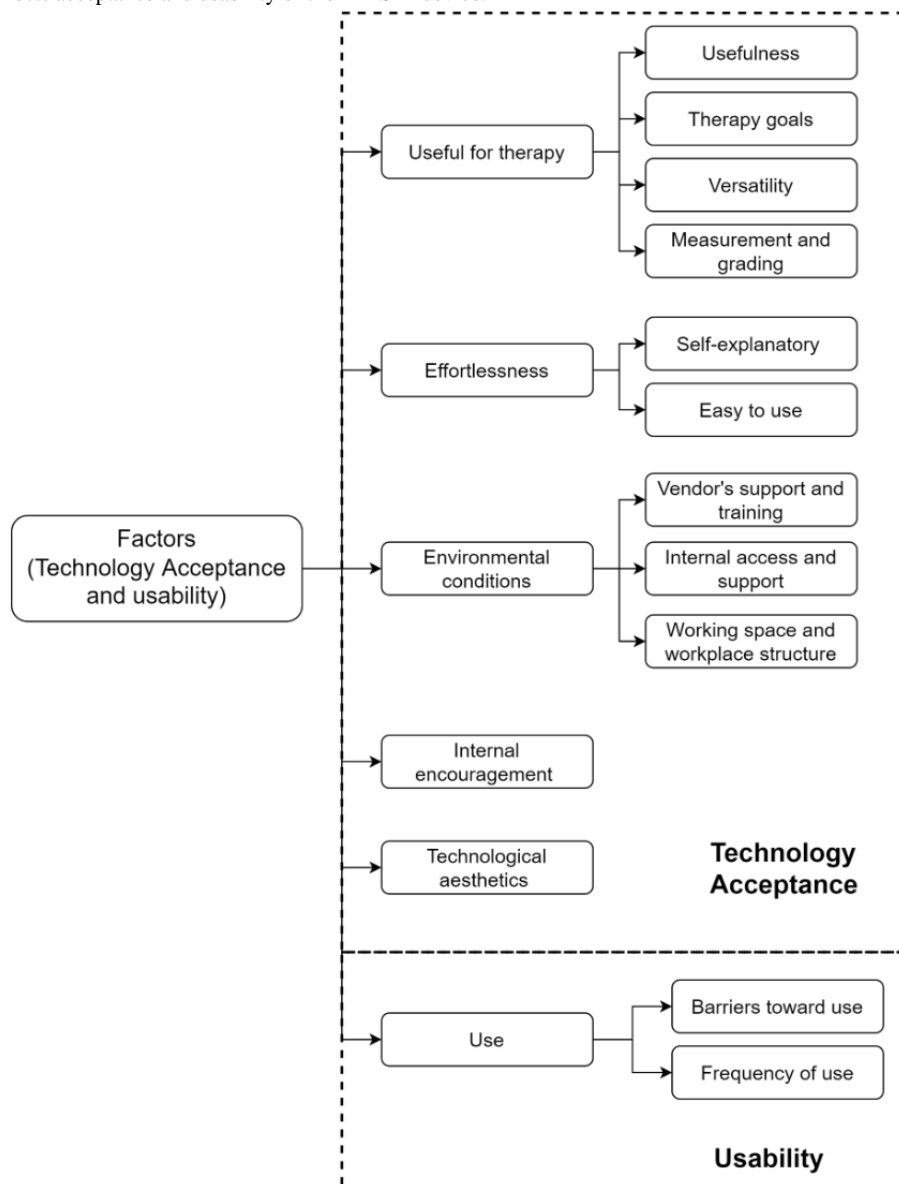 Usefulness
Therapy goals
Useful for therapy
Versatility
Measurement and
grading
Self-explanatory
Effortlessness
Easy to use
Vendor's support and
training
Factors
(Technology Acceptance
and usability)
Environmental
conditions
Internal access and
support
Working space and
workplace structure
Internal
encouragement
Technological
aesthetics
Technology
Acceptance
Barriers toward use
Use
Frequency of use
Usability